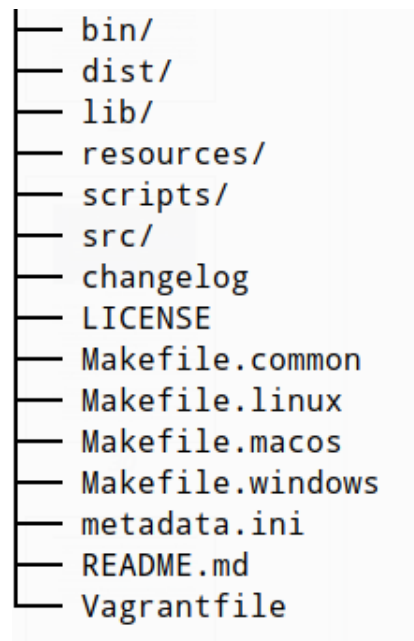 bin/
dist/
lib/
resources/
scripts/
src/
changelog
LICENSE
Makefile.common
Makefile.linux
Makefile.macos
Makefile.windows
metadata.ini
README.md
Vagrantfile